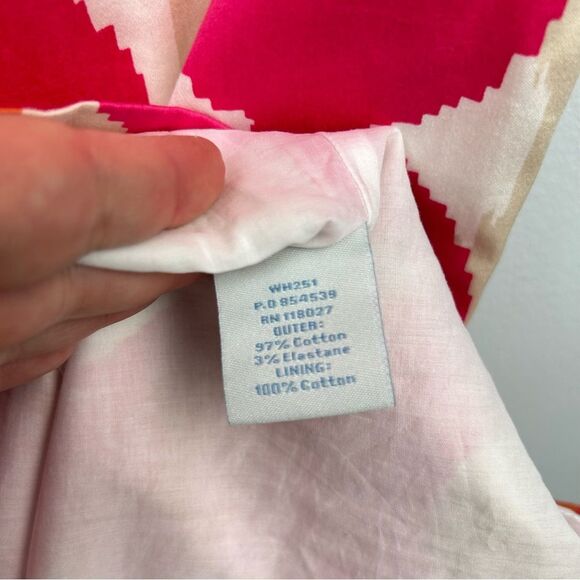 WH251
P.O 854539
RN 118027
OUTER:
97% Cotton
3% Elastane
LINING:
100% Cotton